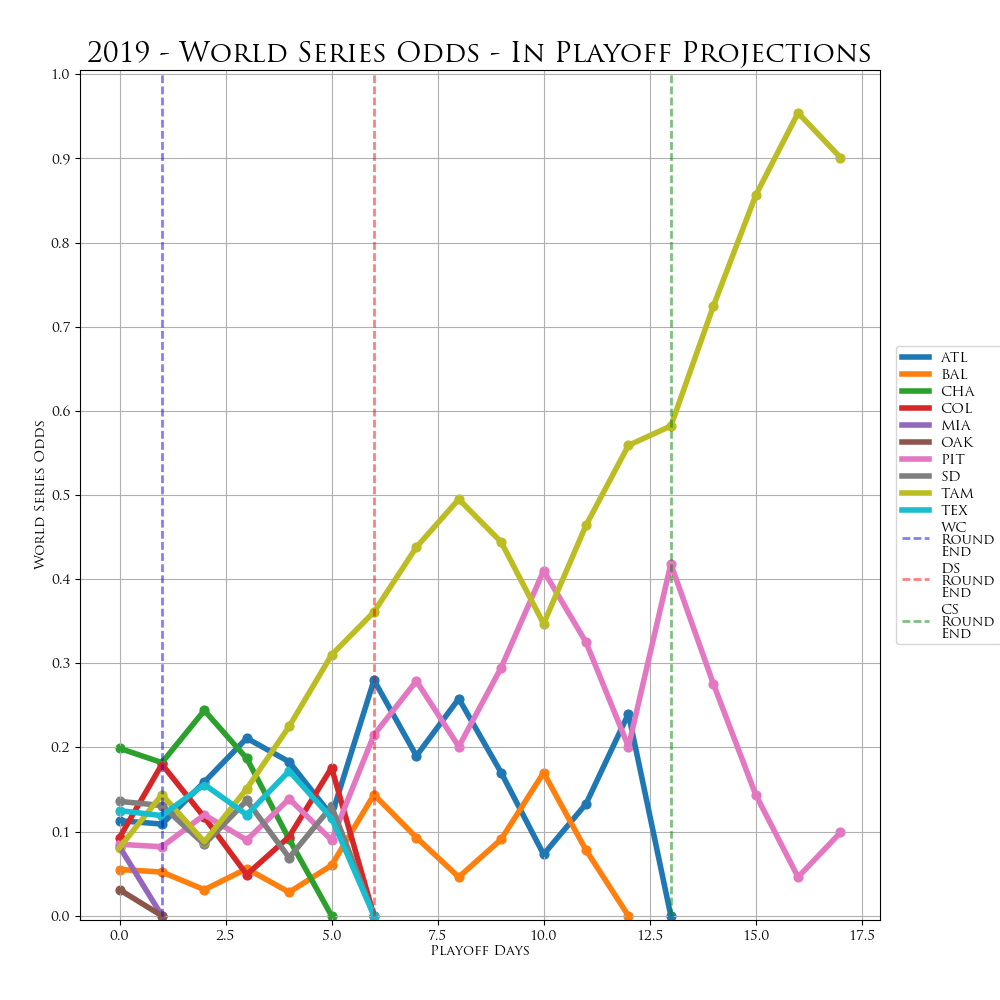 2019 - World Series Odds - In Playoff Projections
1.0
0.9
0.8
0.7
0.6
0.5
0.4
0.3
0.2
0.1
0.0
World Series Odds
0.0
2.5
5.0
7.5
10.0
12.5
15.0
17.5
Playoff Days
ATL
BAL
CHA
COL
MIA
OAK
PIT
SD
TAM
TEX
WC
Round
End
DS
Round
End
CS
Round
End